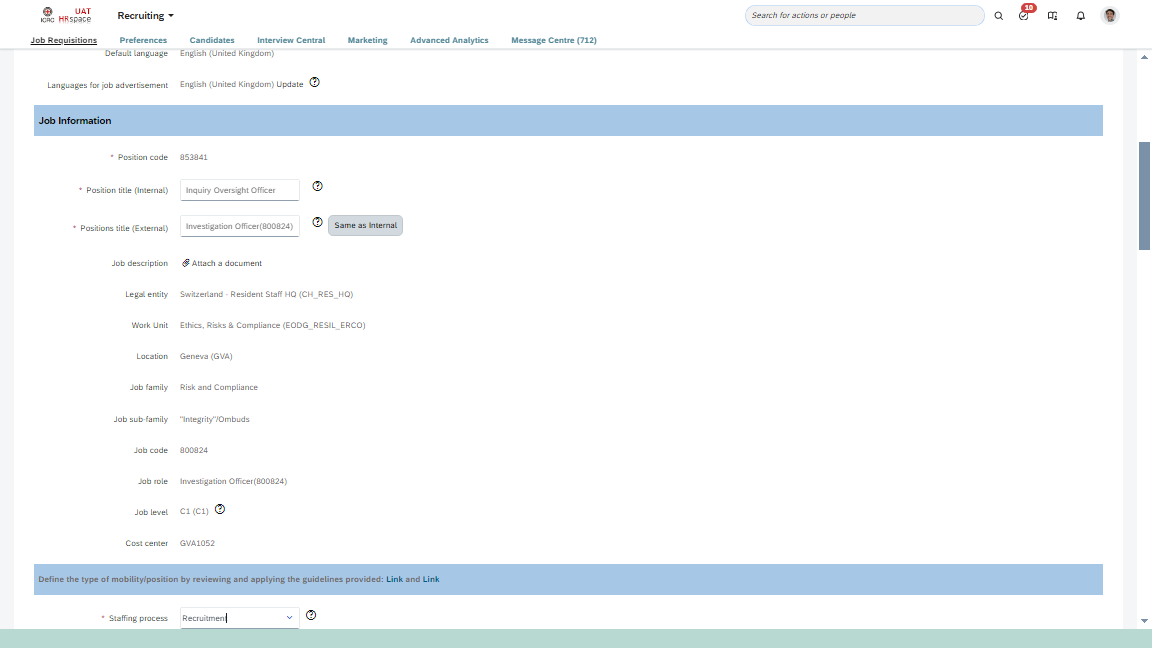 ICRC UAT HRspace Recruiting Search for actions or people 10
Job Requisitions Preferences Candidates Interview Central Marketing Advanced Analytics Message Centre (712)
Default language English (United Kingdom)
Languages for job advertisement English (United Kingdom) Update
Job Information
* Position code 853841
* Position title (Internal) Inquiry Oversight Officer
* Positions title (External) Investigation Officer(800824) Same as Internal
Job description Attach a document
Legal entity Switzerland - Resident Staff HQ (CH_RES_HQ)
Work Unit Ethics, Risks & Compliance (EODG_RESIL_ERCO)
Location Geneva (GVA)
Job family Risk and Compliance
Job sub-family "Integrity"/Ombuds
Job code 800824
Job role Investigation Officer(800824)
Job level C1 (C1)
Cost center GVA1052
Define the type of mobility/position by reviewing and applying the guidelines provided: Link and Link
* Staffing process Recruitment